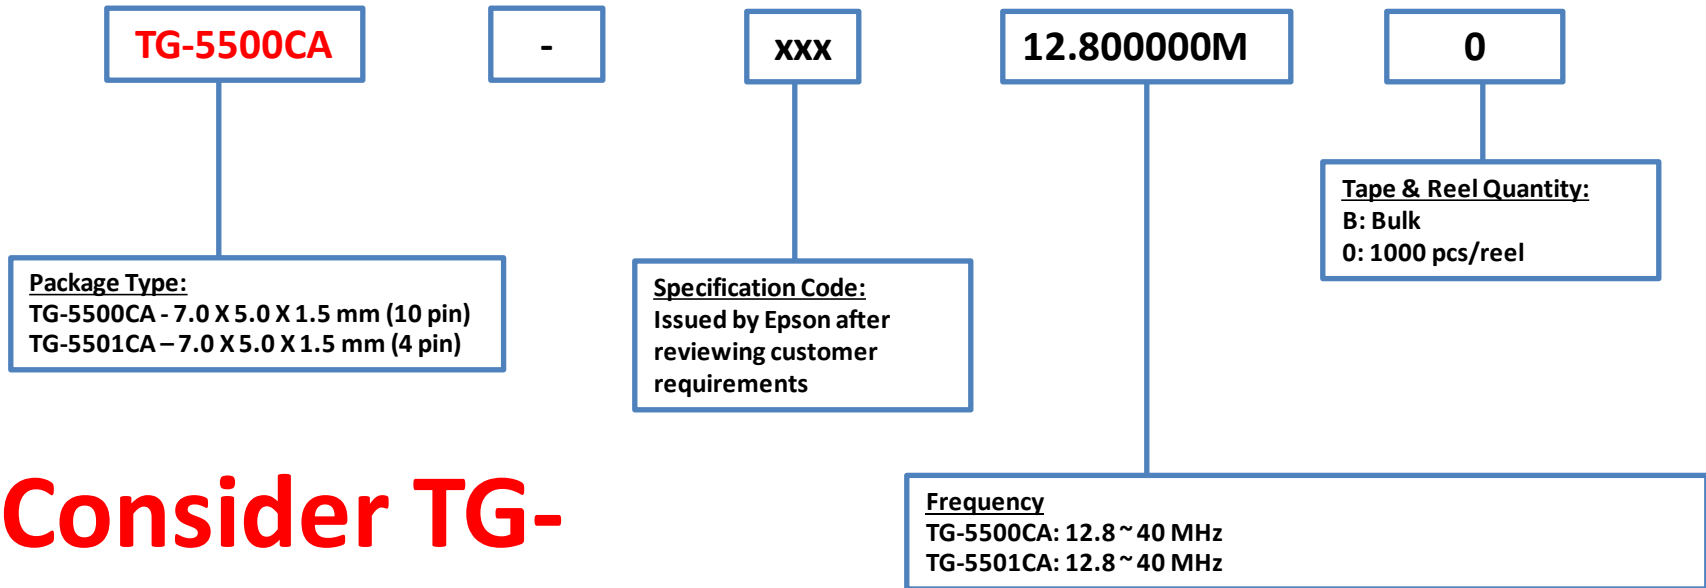 TG-5500CA - xxx 12.800000M 0
Tape & Reel Quantity:
B: Bulk
0: 1000 pcs/reel
Package Type:
TG-5500CA - 7.0 X 5.0 X 1.5 mm (10 pin)
TG-5501CA – 7.0 X 5.0 X 1.5 mm (4 pin)
Specification Code:
Issued by Epson after
reviewing customer
requirements
Consider TG-
Frequency
TG-5500CA: 12.8 ~ 40 MHz
TG-5501CA: 12.8 ~ 40 MHz